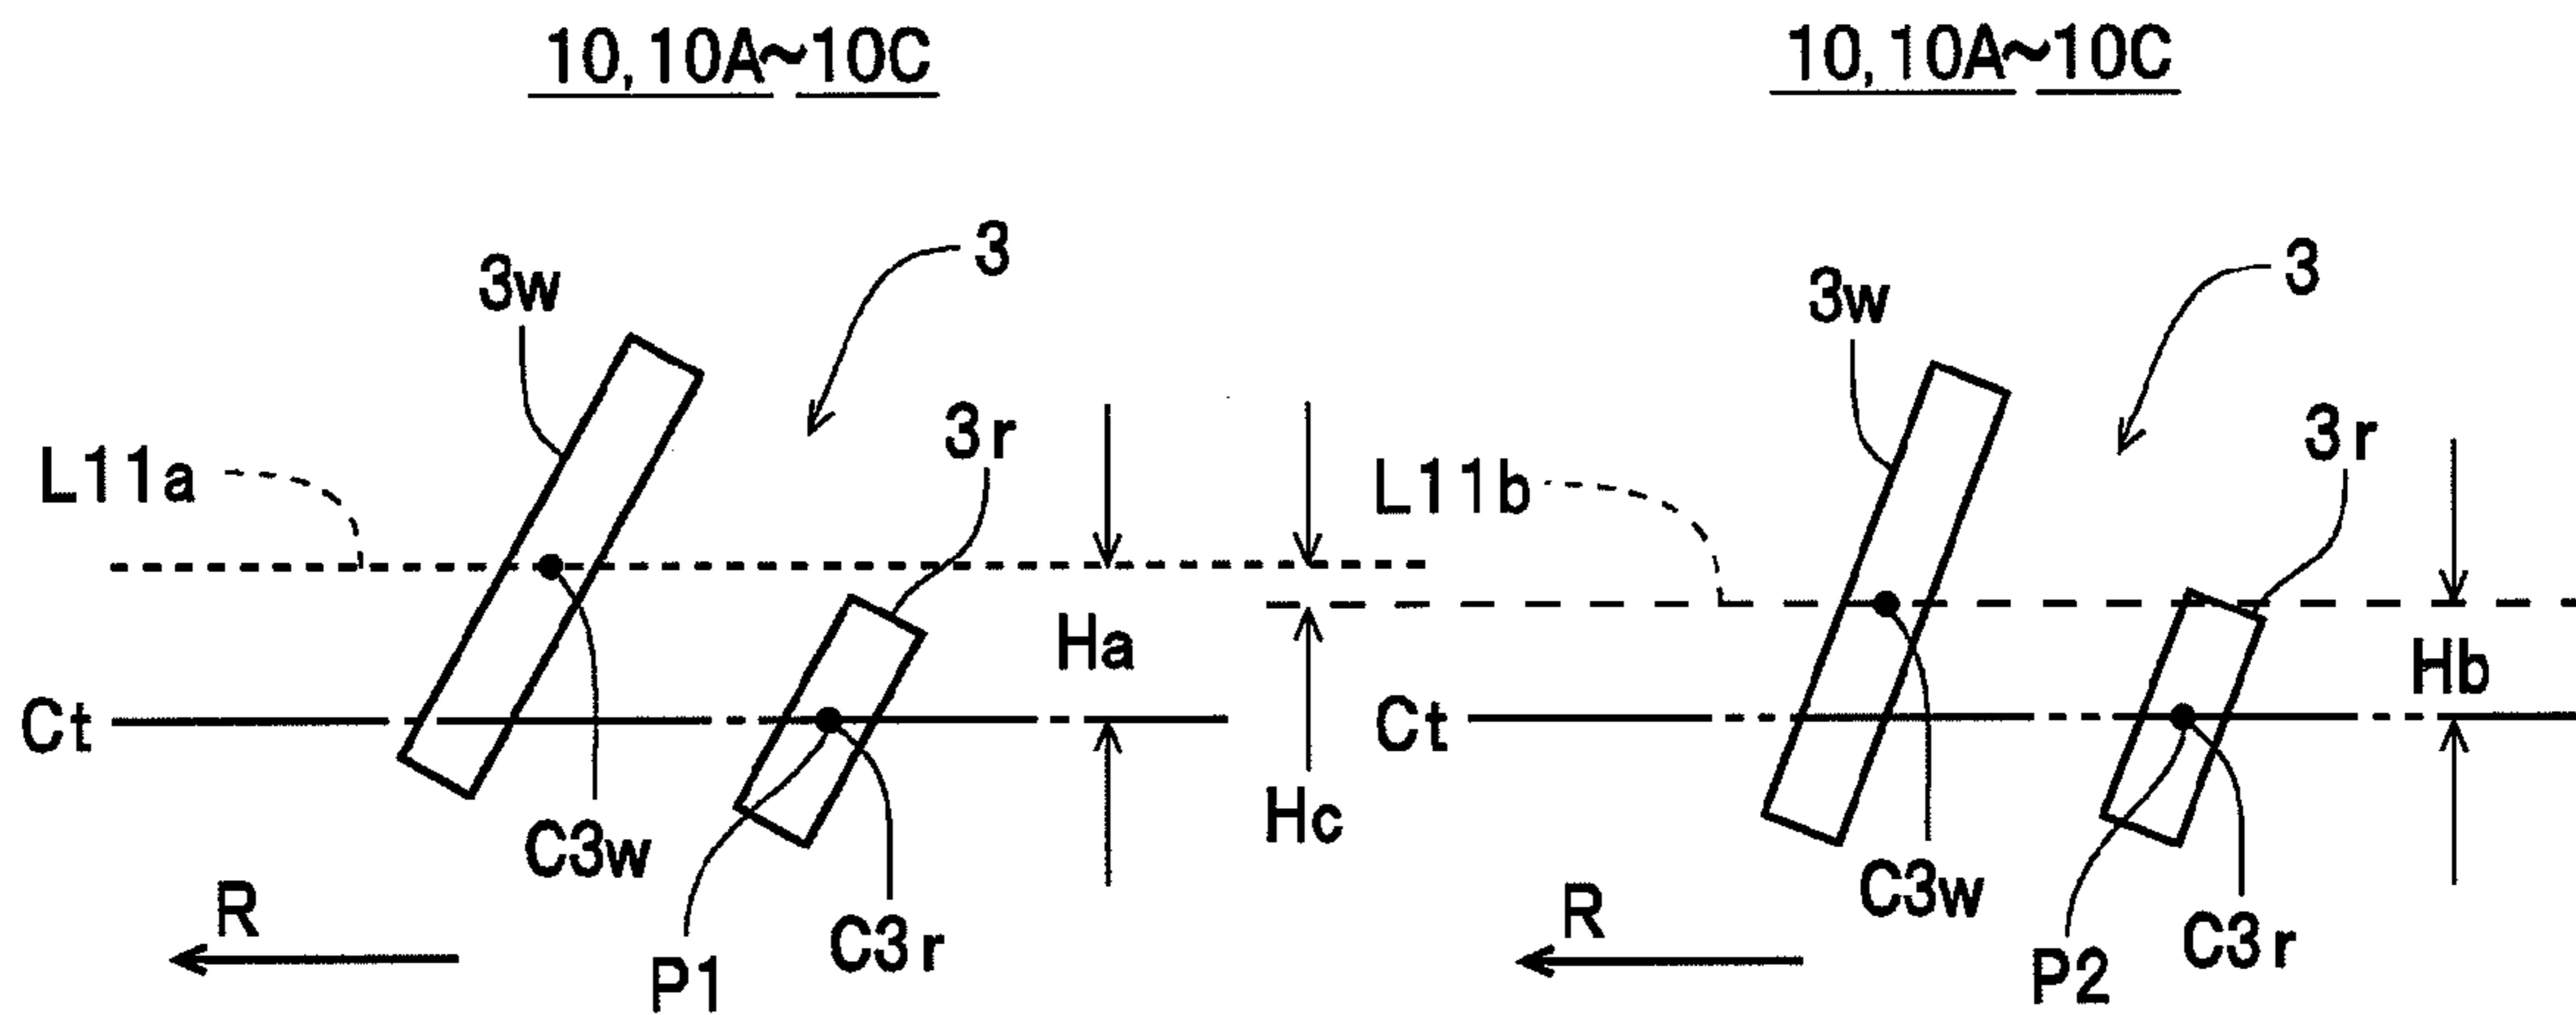 10, 10A~10C
10, 10A~10C
3
3w
3r
L11a
Ha
Ct
C3w
R
P1
C3r
Hc
3
3w
3r
L11b
Hb
Ct
C3w
R
P2
C3r